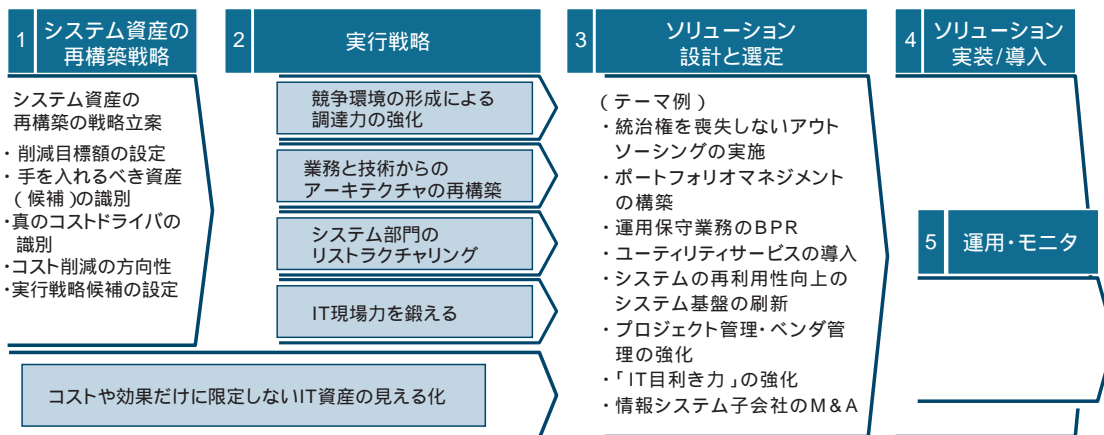 1
システム資産の
再構築戦略
システム資産の
再構築の戦略立案
・ 削減目標額の設定
・ 手を入れるべき資産
(候補)の識別
・真のコストドライバの
識別
・コスト削減の方向性
・実行戦略候補の設定
2
実行戦略
競争環境の形成による
調達力の強化
業務と技術からの
アーキテクチャの再構築
システム部門の
リストラクチャリング
IT現場力を鍛える
コストや効果だけに限定しないIT資産の見える化
3
ソリューション
設計と選定
(テーマ例)
・統治権を喪失しないアウト
ソーシングの実施
・ポートフォリオマネジメント
の構築
・運用保守業務のBPR
・ユーティリティサービスの導入
・システムの再利用性向上の
システム基盤の刷新
・プロジェクト管理・ベンダ管
理の強化
・「IT目利き力」の強化
・情報システム子会社のM&A
4
ソリューション
実装/導入
5
運用・モニタ